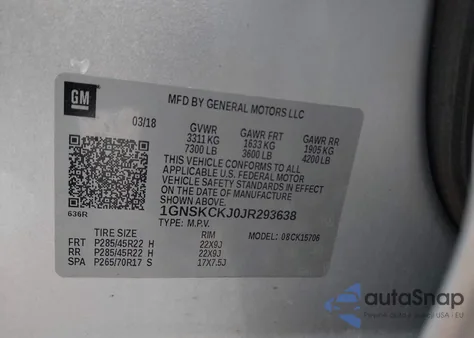 GM
MFD BY GENERAL MOTORS LLC
03/18 GVWR GAWR FRT GAWR RR
3311 KG 1633 KG 1905 KG
7300 LB 3600 LB 4200 LB
THIS VEHICLE CONFORMS TO ALL
APPLICABLE U.S. FEDERAL MOTOR
VEHICLE SAFETY STANDARDS IN EFFECT
ON THE DATE OF MANUFACTURE
SHOWN ABOVE.
636R 1GNSKCKJ0JR293638
TYPE: M.P.V. MODEL: 08CK15706
TIRE SIZE RIM
FRT P285/45R22 H 22X9J
RR P285/45R22 H 22X9J
SPA P265/70R17 S 17X7.5J
autoSnap